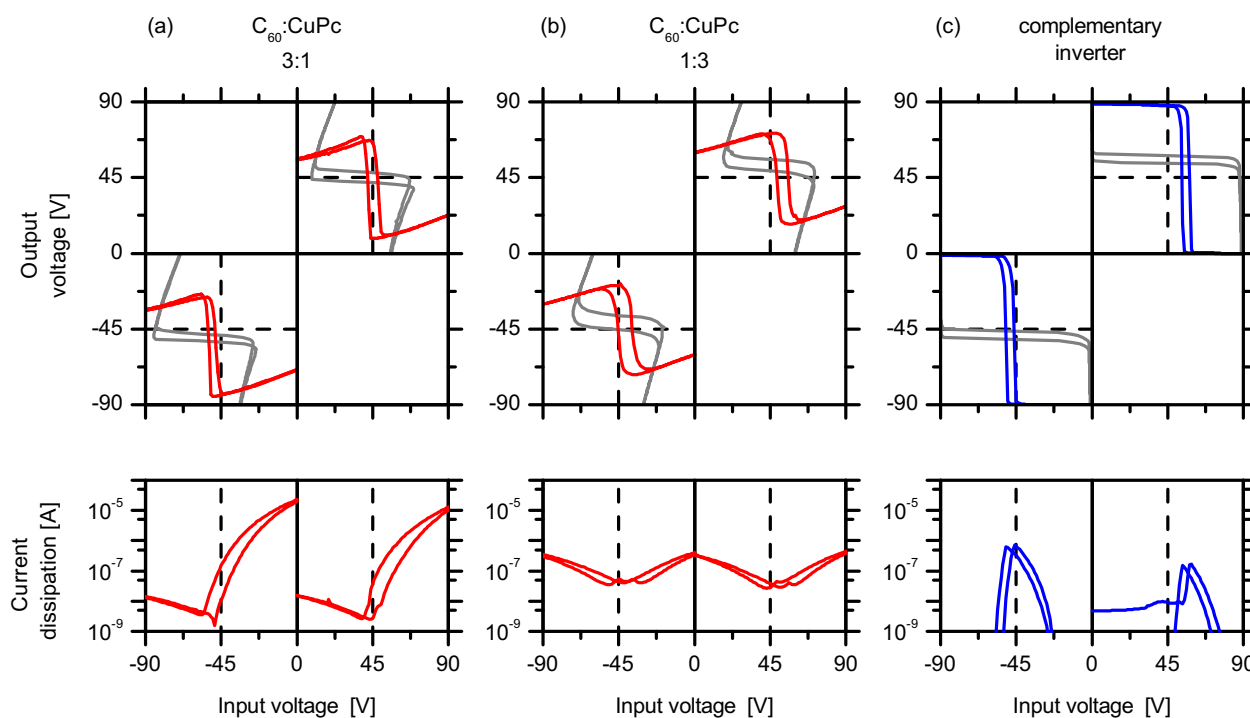 (a)
C60:CuPc
3:1
(b)
C60:CuPc
1:3
(c)
complementary
inverter
Output
voltage [V]
90
45
0
-45
-90
90
45
0
-45
-90
90
45
0
-45
-90
Current
dissipation [A]
10-5
10-7
10-9
10-5
10-7
10-9
10-5
10-7
10-9
-90
-45
0
45
90
-90
-45
0
45
90
-90
-45
0
45
90
Input voltage [V]
Input voltage [V]
Input voltage [V]